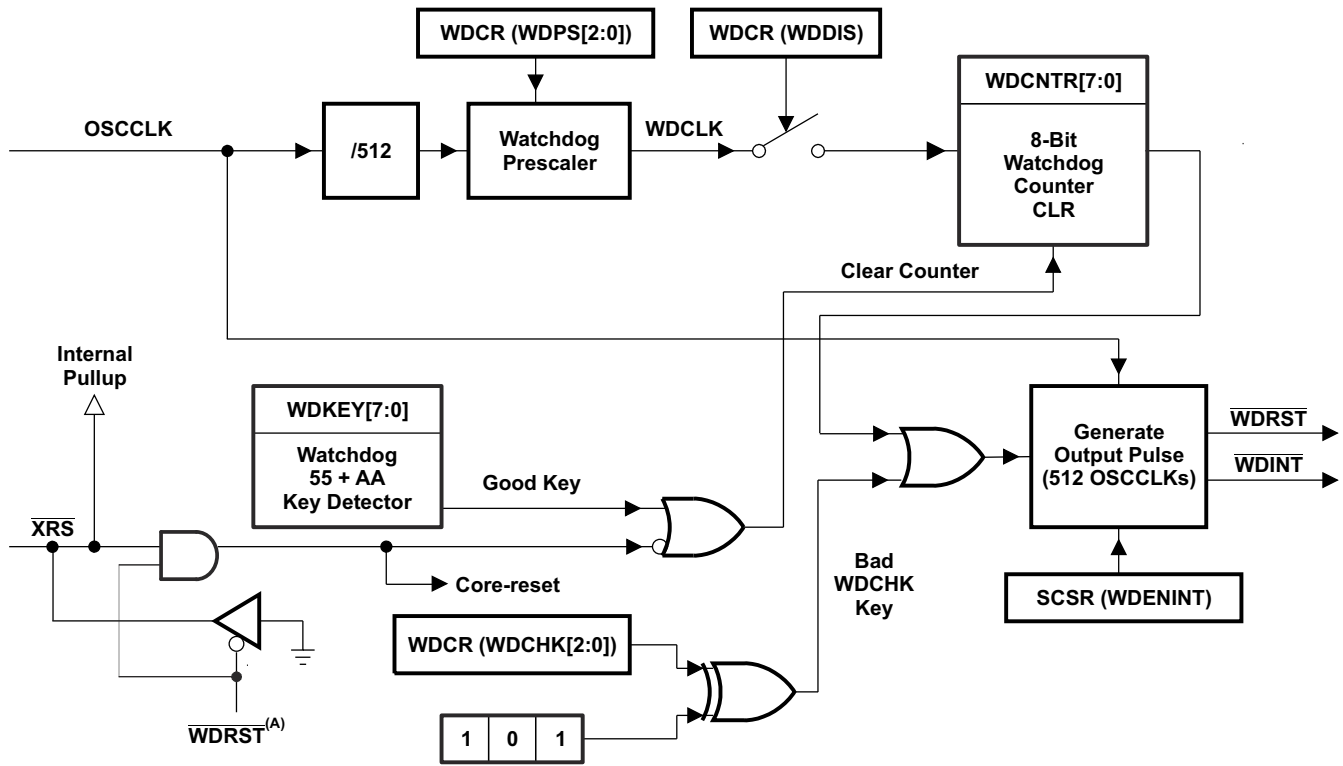 WDCR (WDPS[2:0])
WDCR (WDDIS)
WDCNTR[7:0]
OSCCLK
/512
Watchdog
Prescaler
WDCLK
8-Bit
Watchdog
Counter
CLR
Clear Counter
Internal
Pullup
WDKEY[7:0]
Watchdog
55 + AA
Key Detector
Good Key
Generate
Output Pulse
(512 OSCCLKs)
WDRST
WDINT
XRS
Core-reset
Bad
WDCHK
Key
SCSR (WDENINT)
WDCR (WDCHK[2:0])
WDRST(A)
1 0 1